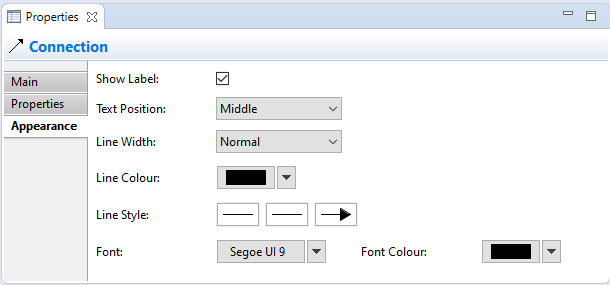 Properties
Connection
Main
Properties
Appearance
Show Label:
Text Position: Middle
Line Width: Normal
Line Colour:
Line Style:
Font: Segoe UI 9 Font Colour: